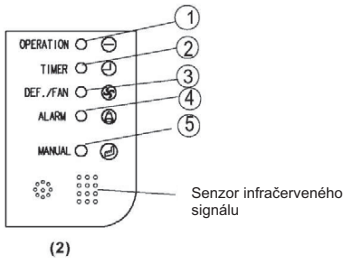 1
OPERATION
2
TIMER
3
DEF./FAN
4
ALARM
5
MANUAL
Senzor infračerveného
signálu
(2)